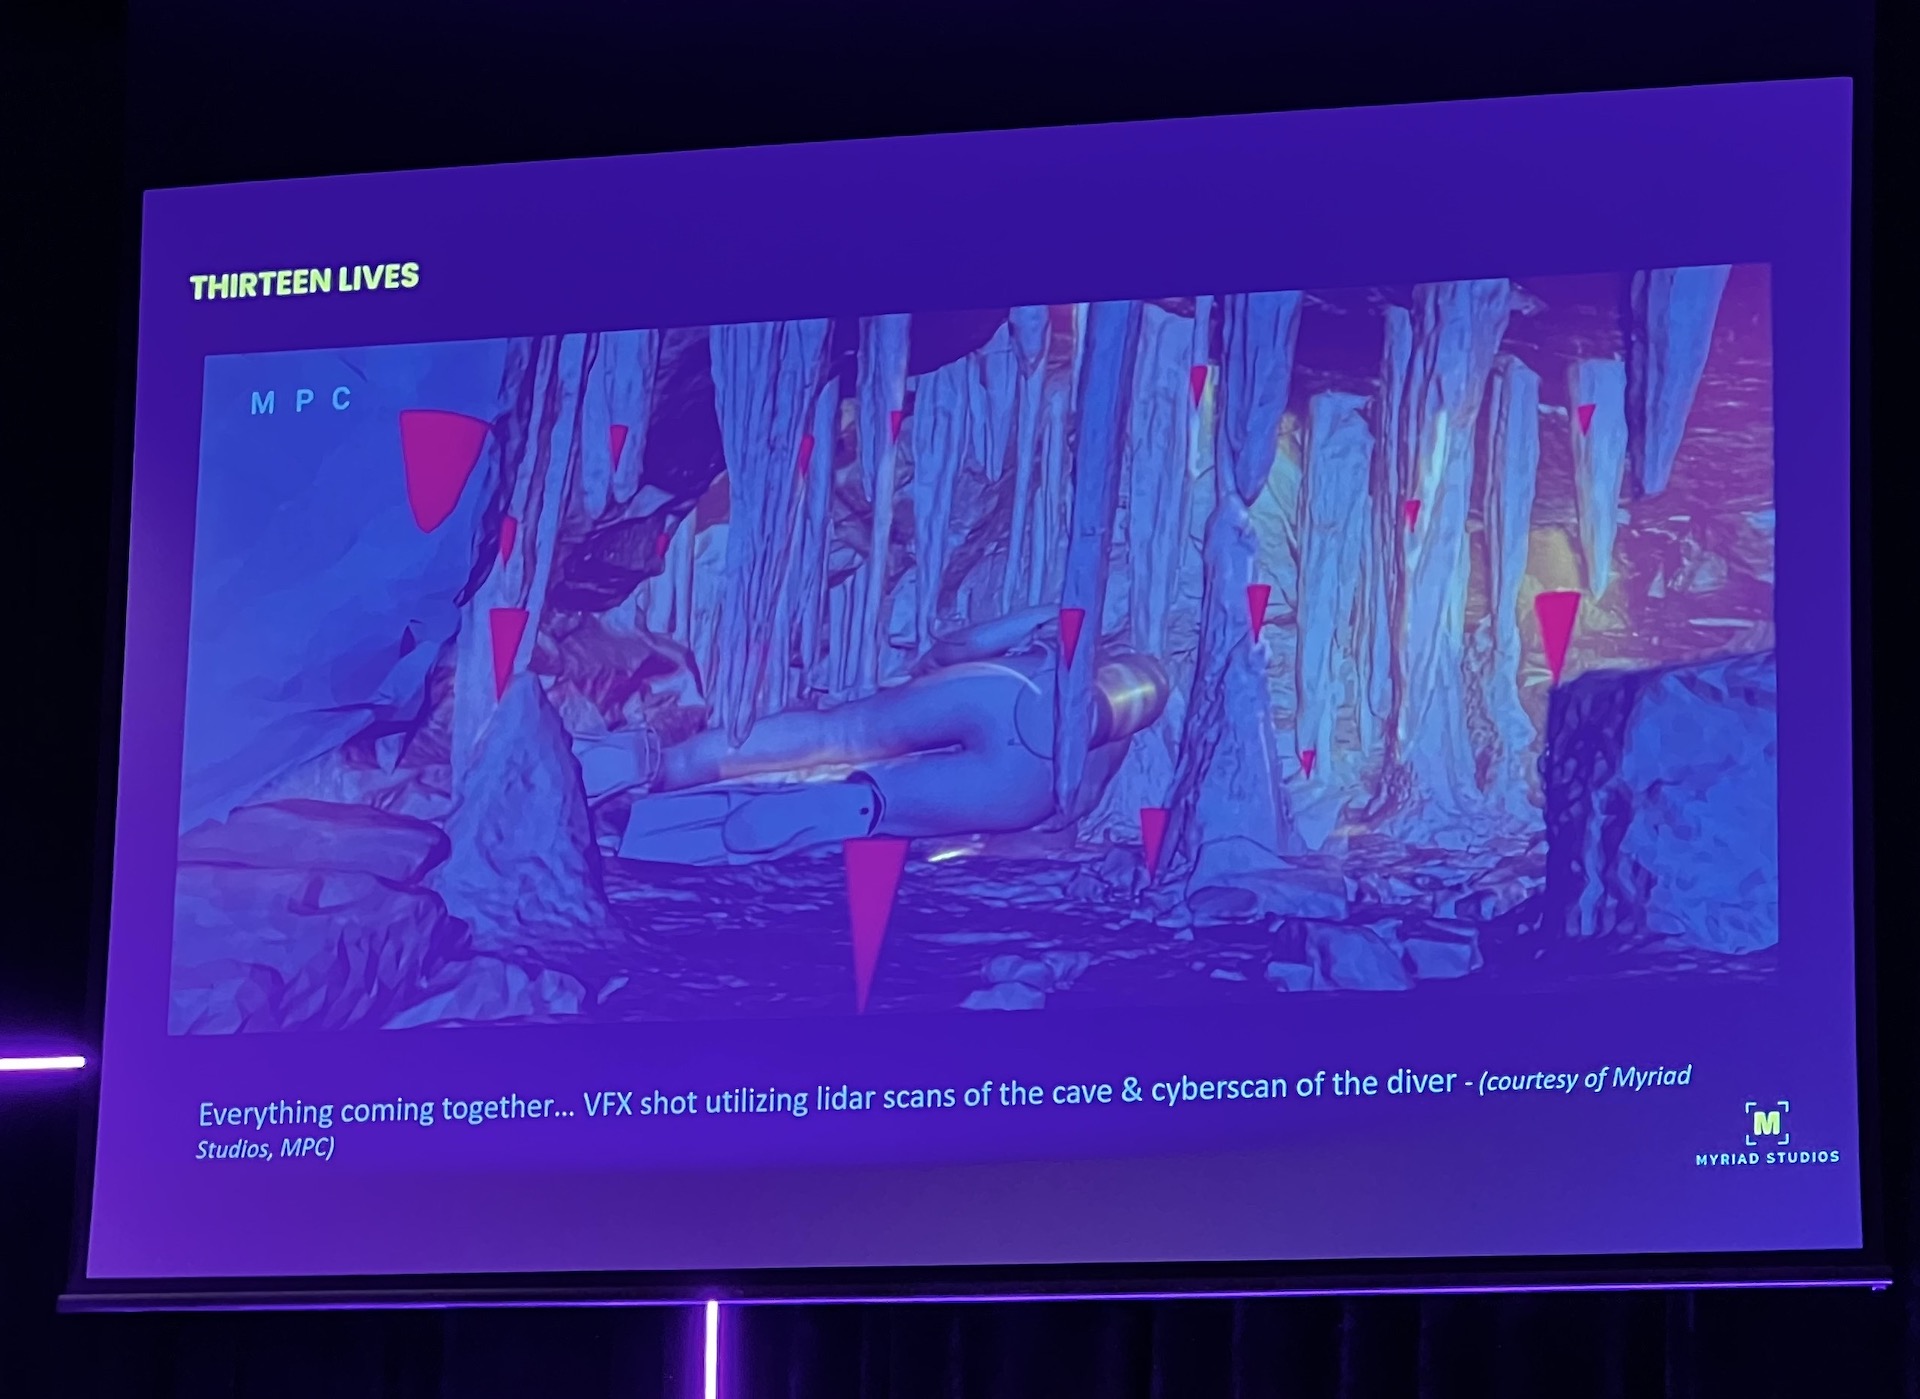 THIRTEEN LIVES
M P C
Everything coming together... VFX shot utilizing lidar scans of the cave & cyberscan of the diver - (courtesy of Myriad
Studios, MPC)
M
MYRIAD STUDIOS